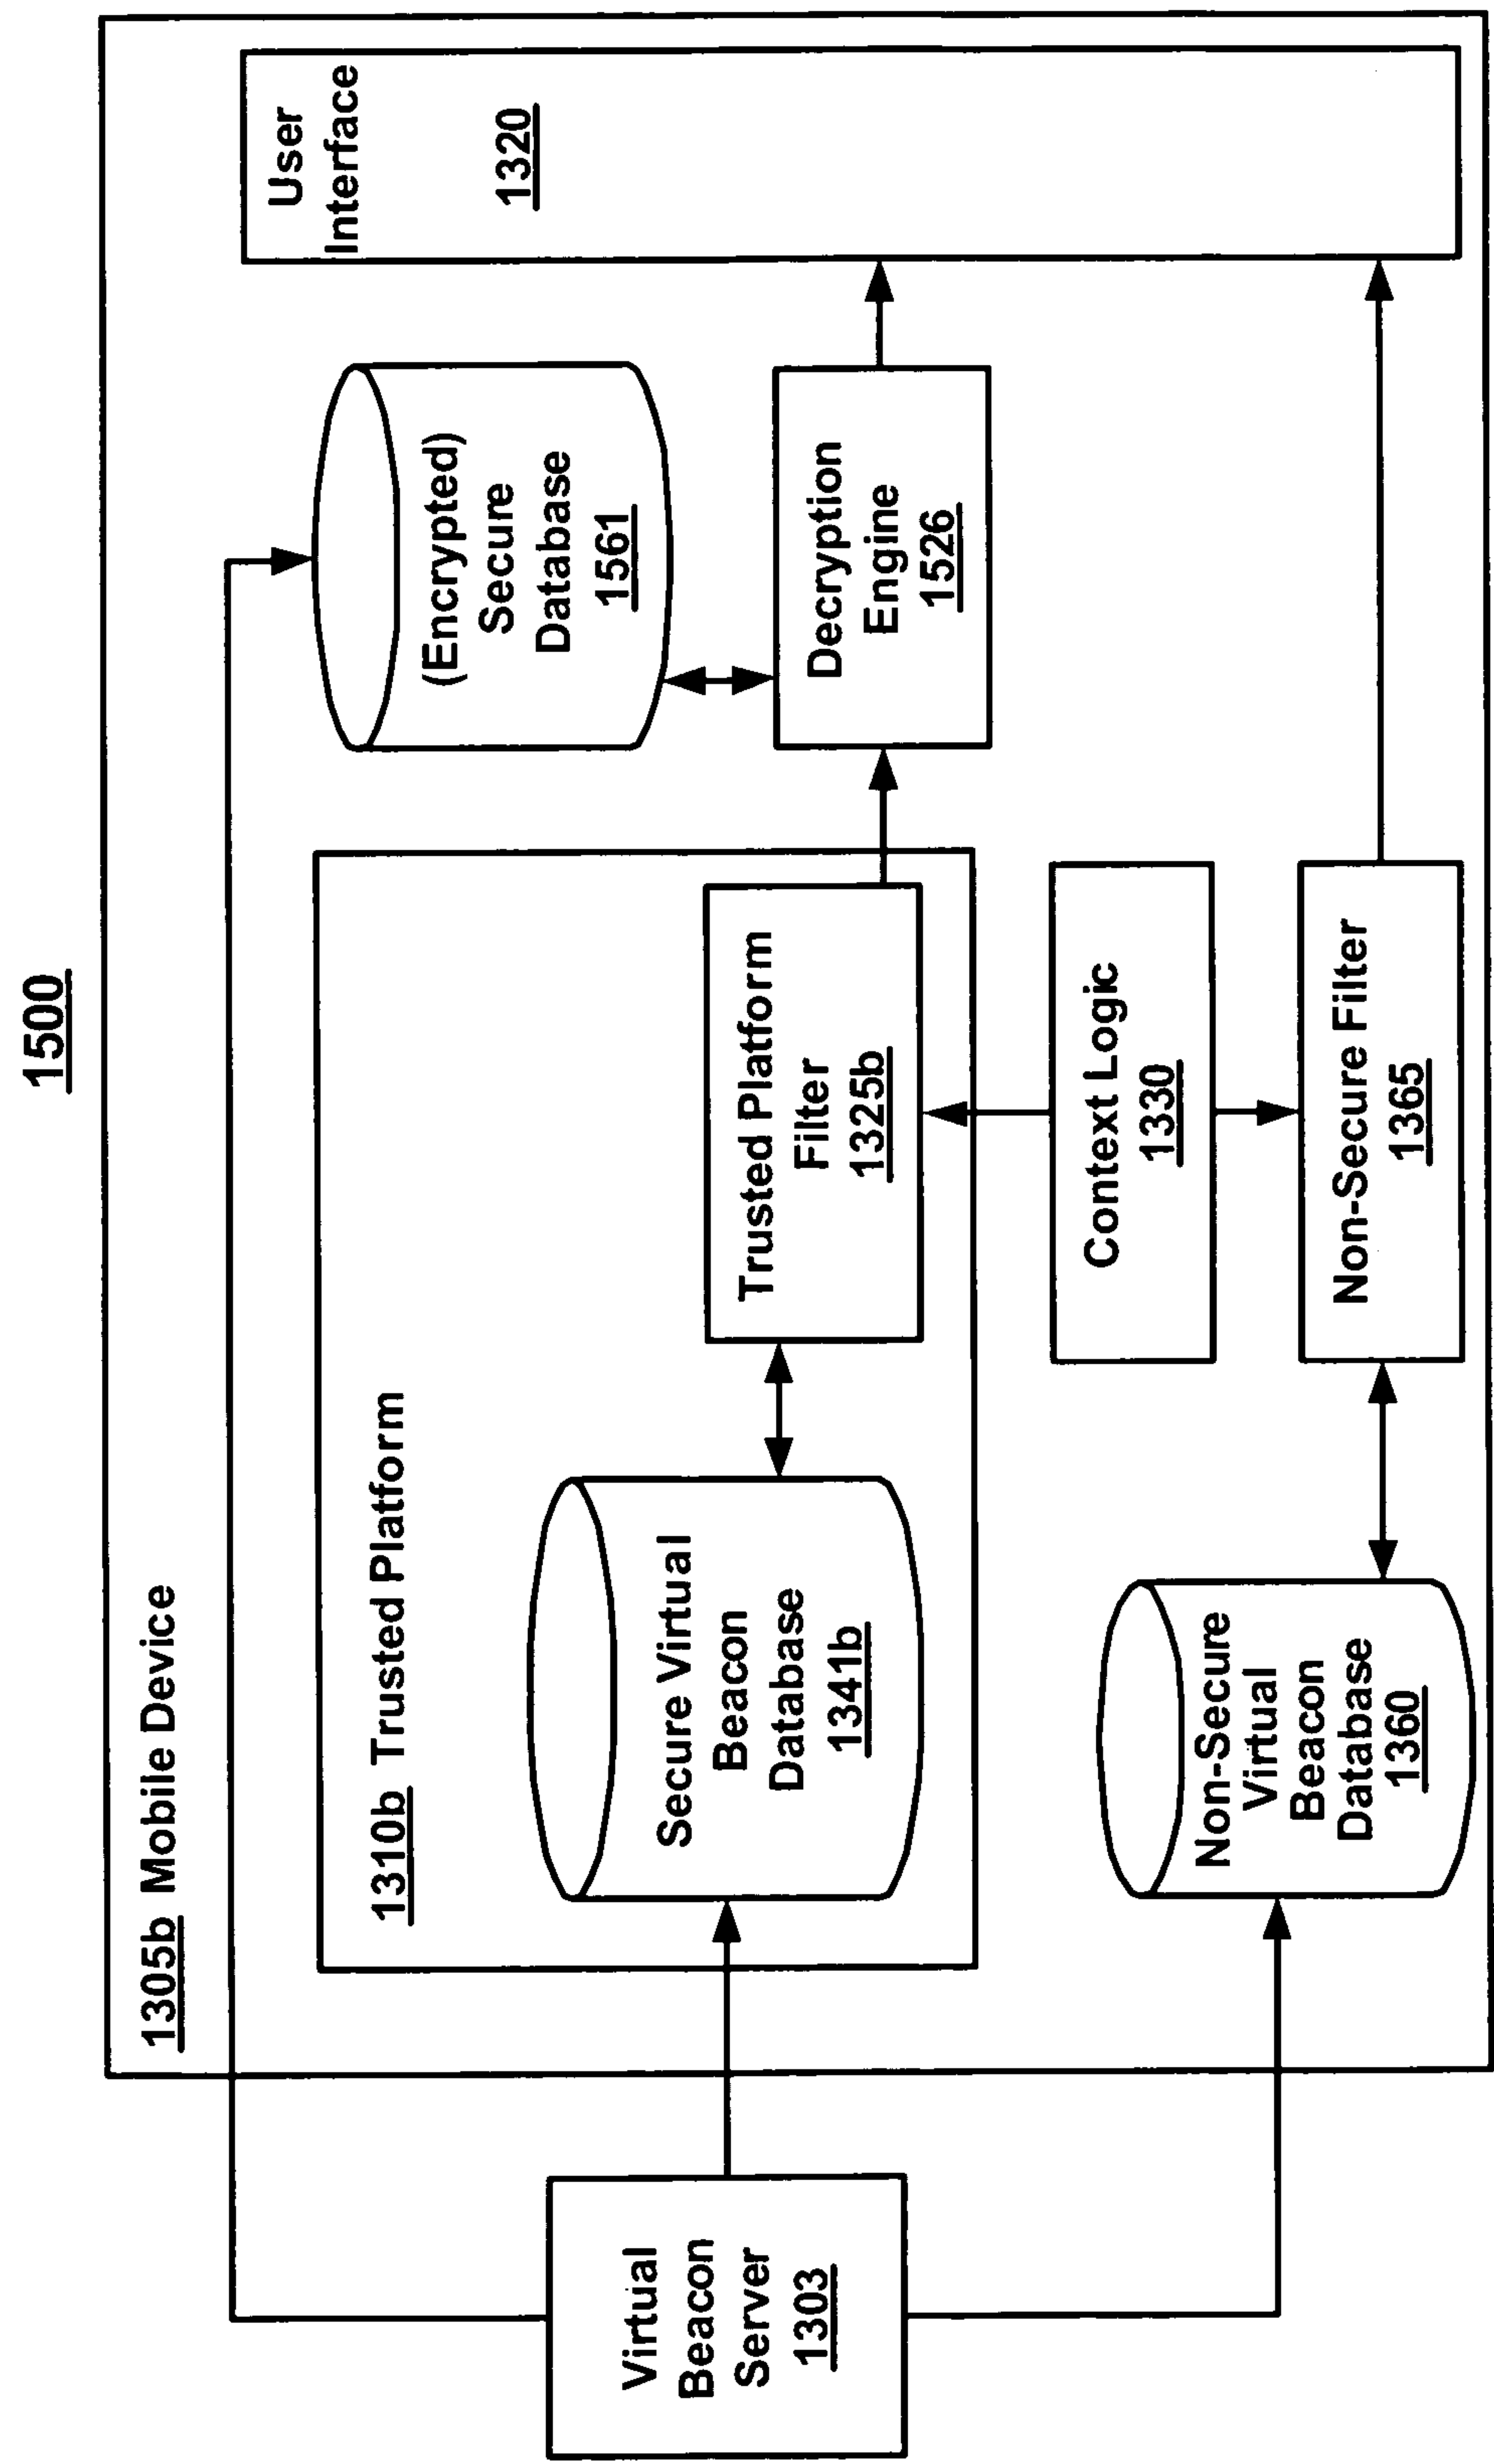 1500
1305b Mobile Device
1310b Trusted Platform
Virtual
Beacon
Server
1303
Secure Virtual
Beacon
Database
1341b
Trusted Platform
Filter
1325b
(Encrypted)
Secure
Database
1561
Decryption
Engine
1526
User
Interface
1320
Context Logic
1330
Non-Secure
Virtual
Beacon
Database
1360
Non-Secure Filter
1365